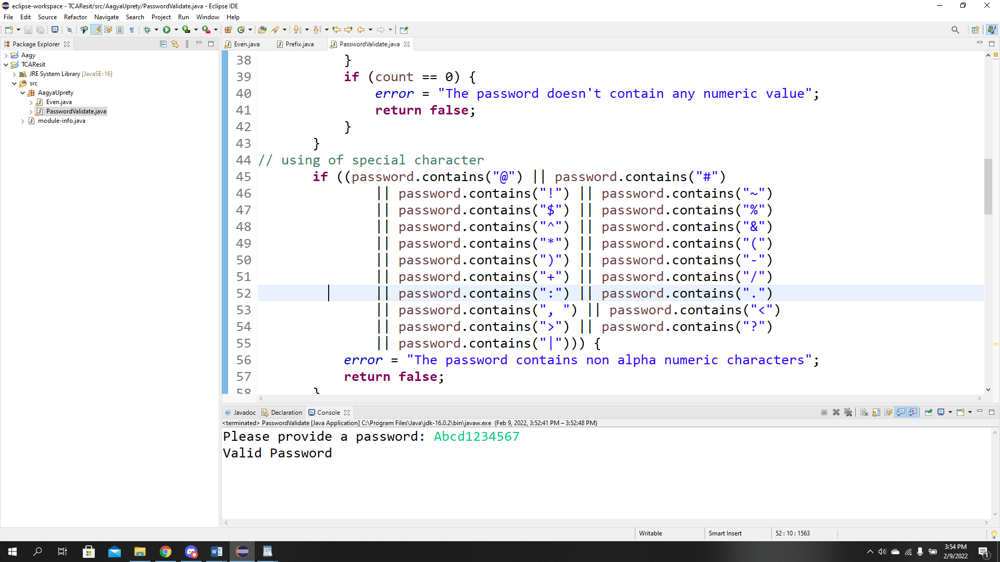 eclipse-workspace - TCAResit/src/AagyaUprety/PasswordValidate.java - Eclipse IDE
File Edit Source Refactor Navigate Search Project Run Window Help
Package Explorer
Even.java Prefix.java PasswordValidate.java
Aagy
TCAResit
JRE System Library [JavaSE-16]
src
AagyaUprety
Even.java
PasswordValidate.java
module-info.java
38 }
39 if (count == 0) {
40 error = "The password doesn't contain any numeric value";
41 return false;
42 }
43 }
44 // using of special character
45 if ((password.contains("@") || password.contains("#")
46 || password.contains("!") || password.contains("~")
47 || password.contains("$") || password.contains("%")
48 || password.contains("^") || password.contains("&")
49 || password.contains("*") || password.contains("(")
50 || password.contains(")") || password.contains("-")
51 || password.contains("+") || password.contains("/")
52 || password.contains(":") || password.contains(".")
53 || password.contains(", ") || password.contains("<")
54 || password.contains(">") || password.contains("?")
55 || password.contains("|"))) {
56 error = "The password contains non alpha numeric characters";
57 return false;
58 }
Javadoc Declaration Console
<terminated> PasswordValidate [Java Application] C:\Program Files\Java\jdk-16.0.2\bin\javaw.exe (Feb 9, 2022, 3:52:41 PM – 3:52:48 PM)
Please provide a password: Abcd1234567
Valid Password
Writable Smart Insert 52 : 10 : 1563
3:54 PM
2/9/2022
1